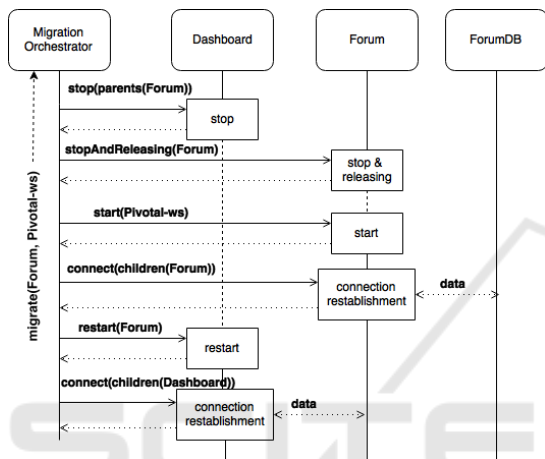 Migration
Orchestrator
Dashboard
Forum
ForumDB
stop(parents(Forum))
stop
stopAndReleasing(Forum)
stop &
releasing
migrate(Forum, Pivotal-ws)
start(Pivotal-ws)
start
connect(children(Forum))
connection
restablishment
data
restart(Forum)
restart
connect(children(Dashboard))
connection
restablishment
data